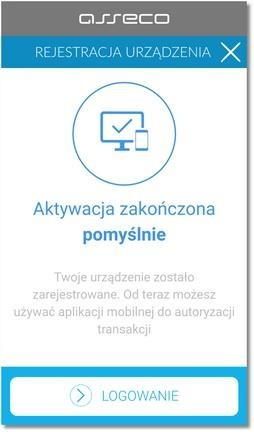 asseco
REJESTRACJA URZĄDZENIA
Aktywacja zakończona
pomyślnie
Twoje urządzenie zostało
zarejestrowane. Od teraz możesz
używać aplikacji mobilnej do autoryzacji
transakcji
LOGOWANIE